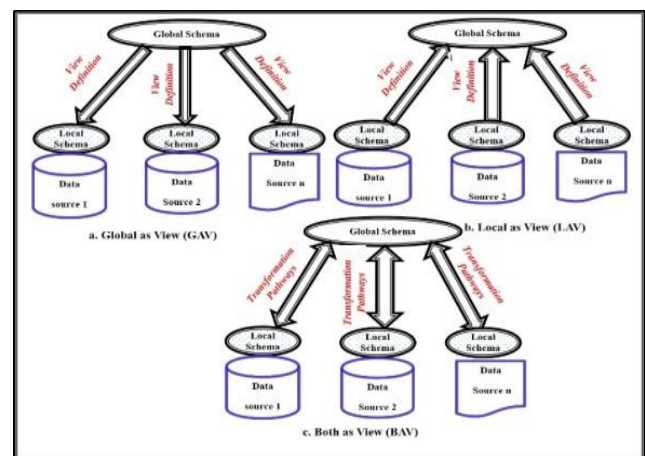 Global Schema
View
Definition
View
Definition
View
Definition
Local
Schema
Local
Schema
Local
Schema
Data
source 1
Data
Source 2
Data
Source n
a. Global as View (GAV)
Global Schema
View
Definition
View
Definition
View
Definition
Local
Schema
Local
Schema
Local
Schema
Data
source 1
Data
Source 2
Data
Source n
b. Local as View (LAV)
Global Schema
Transformation
Pathways
Transformation
Pathways
Transformation
Pathways
Local
Schema
Local
Schema
Local
Schema
Data
source 1
Data
Source 2
Data
Source n
c. Both as View (BAV)